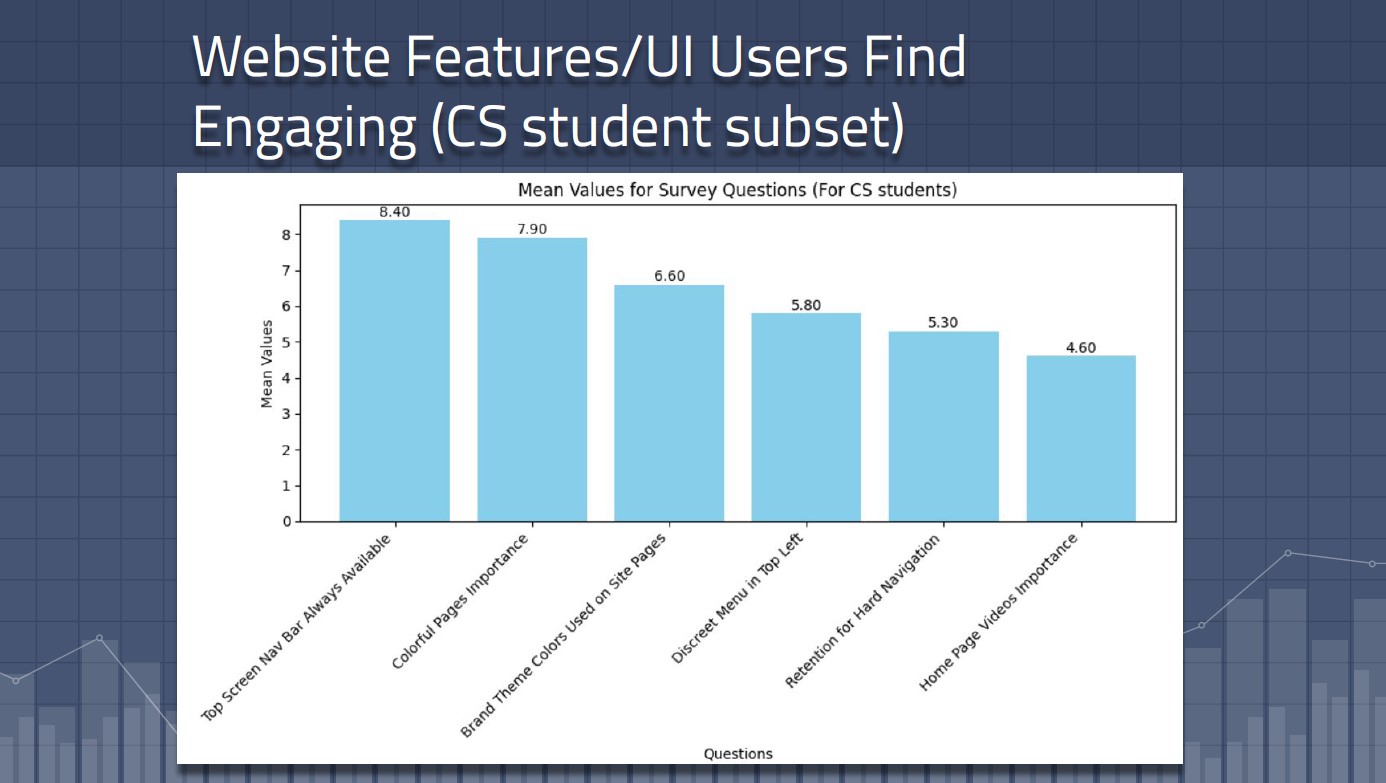 Website Features/UI Users Find
Engaging (CS student subset)
Mean Values for Survey Questions (For CS students)
8.40
7.90
6.60
5.80
5.30
4.60
8
7
6
5
4
3
2
1
0
Mean Values
Top Screen Nav Bar Always Available
Colorful Pages Importance
Brand Theme Colors Used on Site Pages
Discreet Menu in Top Left
Retention for Hard Navigation
Home Page Videos Importance
Questions